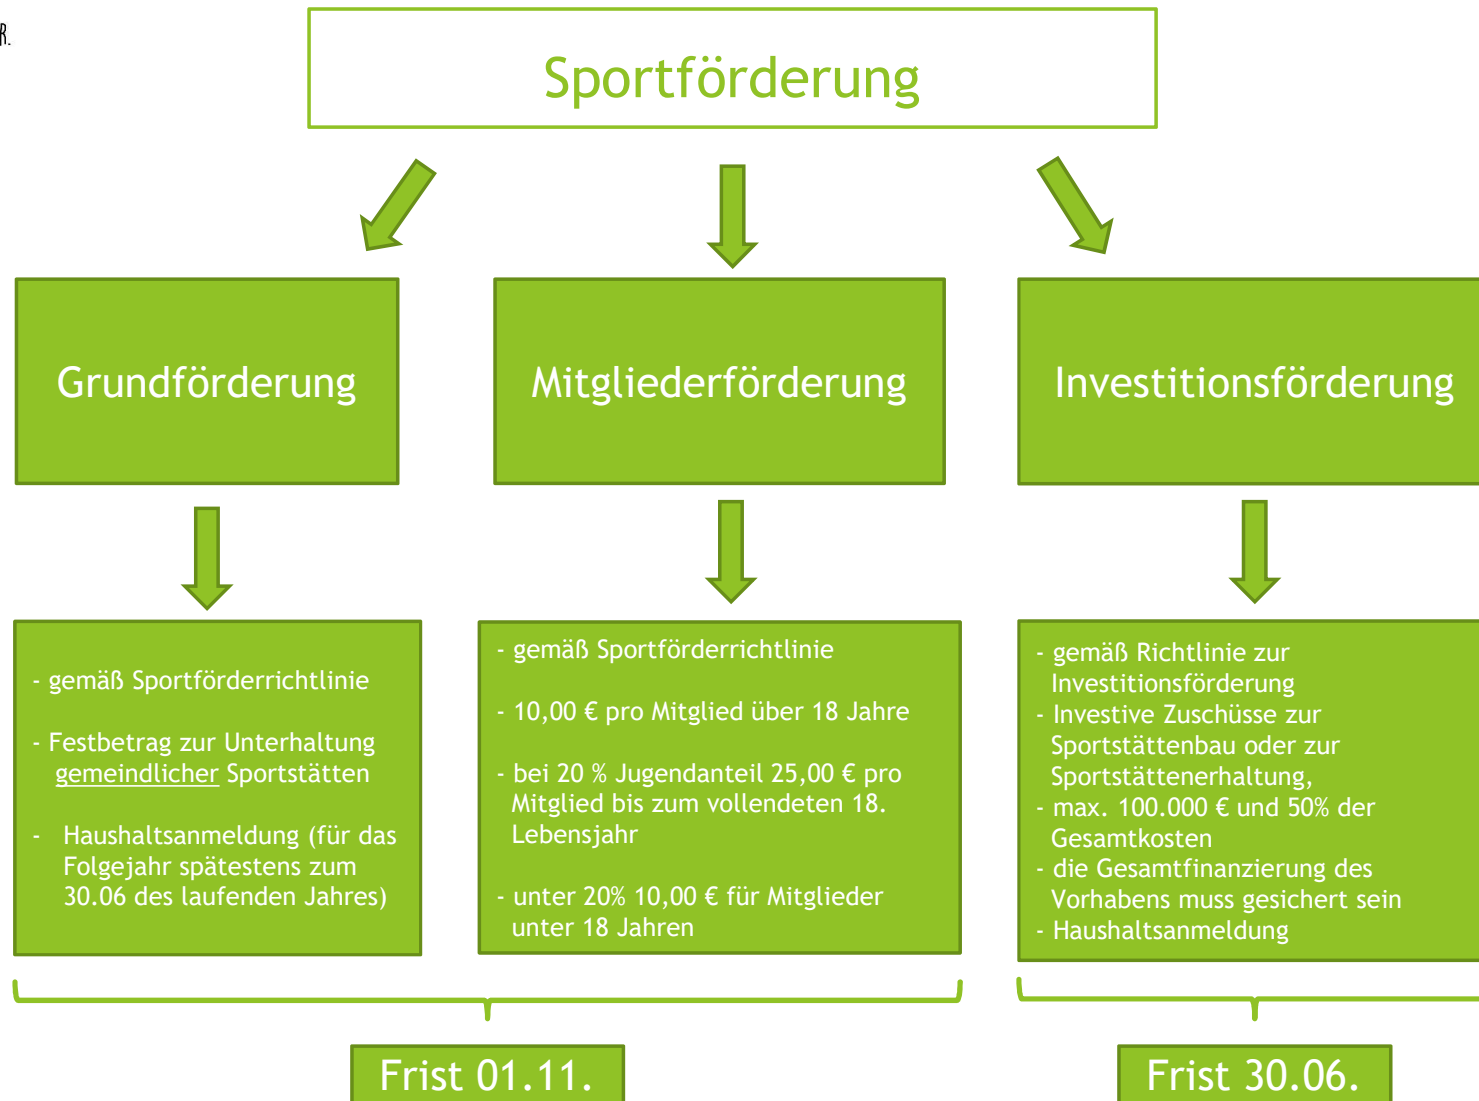 R.
Sportförderung
Grundförderung
Mitgliederförderung
Investitionsförderung
- gemäß Sportförderrichtlinie
- Festbetrag zur Unterhaltung
gemeindlicher Sportstätten
- Haushaltsanmeldung (für das
Folgejahr spätestens zum
30.06 des laufenden Jahres)
- gemäß Sportförderrichtlinie
- 10,00 € pro Mitglied über 18 Jahre
- bei 20 % Jugendanteil 25,00 € pro
Mitglied bis zum vollendeten 18.
Lebensjahr
- unter 20% 10,00 € für Mitglieder
unter 18 Jahren
- gemäß Richtlinie zur
Investitionsförderung
- Investive Zuschüsse zur
Sportstättenbau oder zur
Sportstättenerhaltung,
- max. 100.000 € und 50% der
Gesamtkosten
- die Gesamtfinanzierung des
Vorhabens muss gesichert sein
- Haushaltsanmeldung
Frist 01.11.
Frist 30.06.